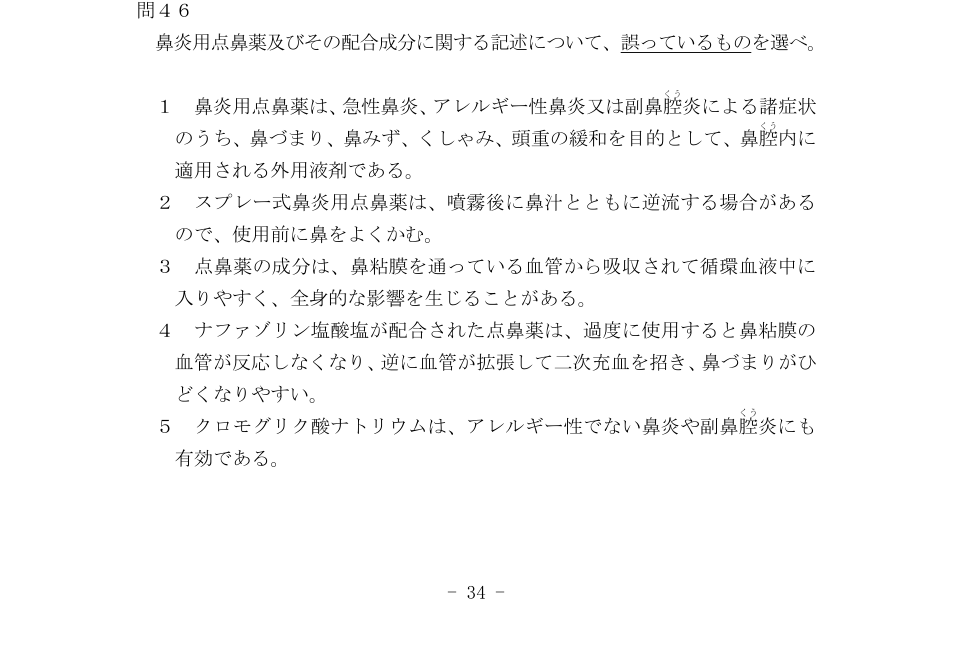 問４６
鼻炎用点鼻薬及びその配合成分に関する記述について、誤っているものを選べ。
１　鼻炎用点鼻薬は、急性鼻炎、アレルギー性鼻炎又は副鼻腔くう炎による諸症状
のうち、鼻づまり、鼻みず、くしゃみ、頭重の緩和を目的として、鼻腔くう内に
適用される外用液剤である。
２　スプレー式鼻炎用点鼻薬は、噴霧後に鼻汁とともに逆流する場合がある
ので、使用前に鼻をよくかむ。
３　点鼻薬の成分は、鼻粘膜を通っている血管から吸収されて循環血液中に
入りやすく、全身的な影響を生じることがある。
４　ナファゾリン塩酸塩が配合された点鼻薬は、過度に使用すると鼻粘膜の
血管が反応しなくなり、逆に血管が拡張して二次充血を招き、鼻づまりがひ
どくなりやすい。
５　クロモグリク酸ナトリウムは、アレルギー性でない鼻炎や副鼻腔くう炎にも
有効である。
- 34 -